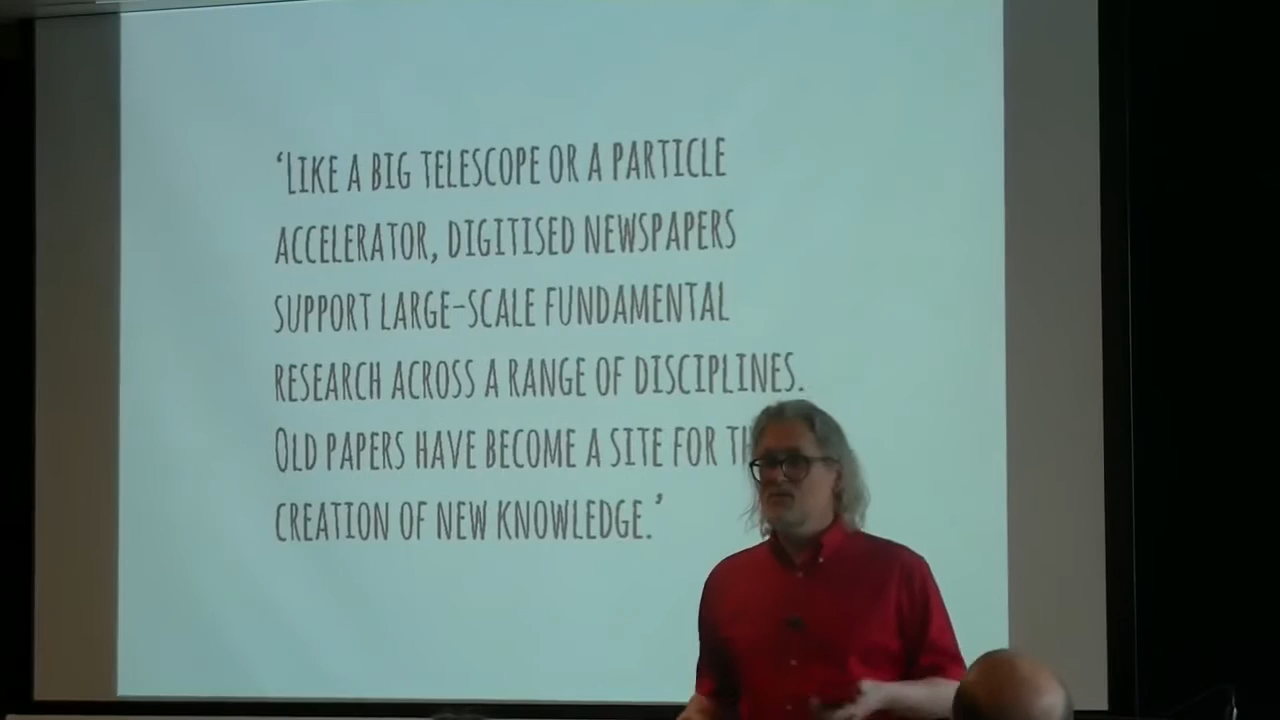 ‘LIKE A BIG TELESCOPE OR A PARTICLE
ACCELERATOR, DIGITISED NEWSPAPERS
SUPPORT LARGE-SCALE FUNDAMENTAL
RESEARCH ACROSS A RANGE OF DISCIPLINES.
OLD PAPERS HAVE BECOME A SITE FOR
CREATION OF NEW KNOWLEDGE.’